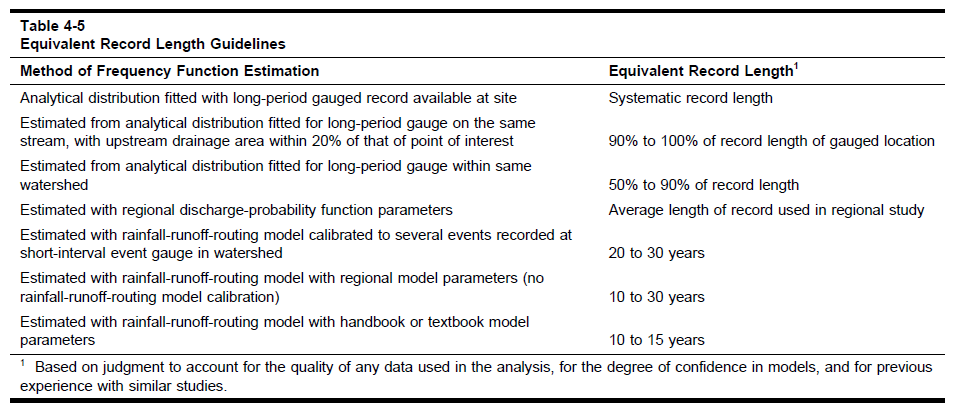 Table 4-5
Equivalent Record Length Guidelines
Method of Frequency Function Estimation Equivalent Record Length1
Analytical distribution fitted with long-period gauged record available at site Systematic record length
Estimated from analytical distribution fitted for long-period gauge on the same
stream, with upstream drainage area within 20% of that of point of interest 90% to 100% of record length of gauged location
Estimated from analytical distribution fitted for long-period gauge within same
watershed 50% to 90% of record length
Estimated with regional discharge-probability function parameters Average length of record used in regional study
Estimated with rainfall-runoff-routing model calibrated to several events recorded at
short-interval event gauge in watershed 20 to 30 years
Estimated with rainfall-runoff-routing model with regional model parameters (no
rainfall-runoff-routing model calibration) 10 to 30 years
Estimated with rainfall-runoff-routing model with handbook or textbook model
parameters 10 to 15 years
1 Based on judgment to account for the quality of any data used in the analysis, for the degree of confidence in models, and for previous
experience with similar studies.